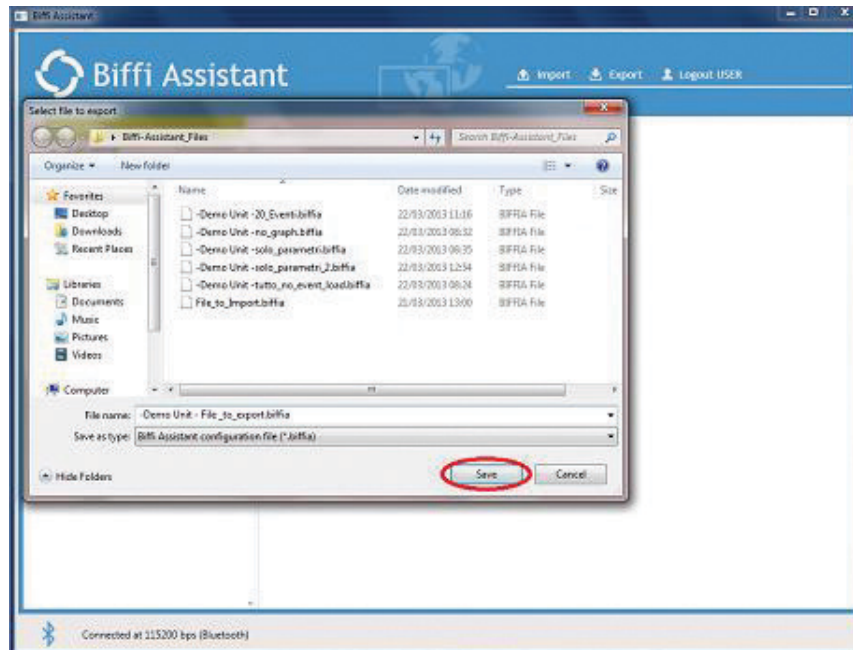 Biffi Assistant
Biffi Assistant
Import Export Logout USER
Select file to export
Biffi-Assistant_Files Search Biffi-Assistant_Files
Organize New folder
Name Date modified Type Size
Favorites
Desktop
Downloads
Recent Places
Libraries
Documents
Music
Pictures
Videos
Computer
-Demo Unit -20_Eventi.biffia 22/03/2013 11:16 BIFFIA File
-Demo Unit -no_graph.biffia 22/03/2013 08:32 BIFFIA File
-Demo Unit -solo_parametri.biffia 22/03/2013 08:35 BIFFIA File
-Demo Unit -solo_parametri_2.biffia 22/03/2013 12:54 BIFFIA File
-Demo Unit -tutto_no_event_load.biffia 22/03/2013 08:24 BIFFIA File
File_to_Import.biffia 21/03/2013 13:00 BIFFIA File
File name: -Demo Unit - File_to_export.biffia
Save as type: Biffi Assistant configuration file (*.biffia)
Hide Folders Save Cancel
Connected at 115200 bps (Bluetooth)